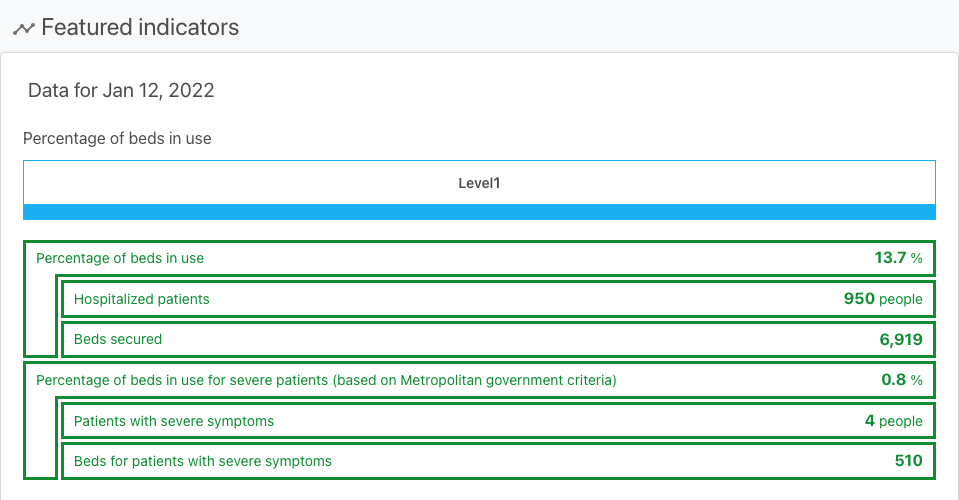 Featured indicators
Data for Jan 12, 2022
Percentage of beds in use
Level1
Percentage of beds in use 13.7 %
Hospitalized patients 950 people
Beds secured 6,919
Percentage of beds in use for severe patients (based on Metropolitan government criteria) 0.8 %
Patients with severe symptoms 4 people
Beds for patients with severe symptoms 510